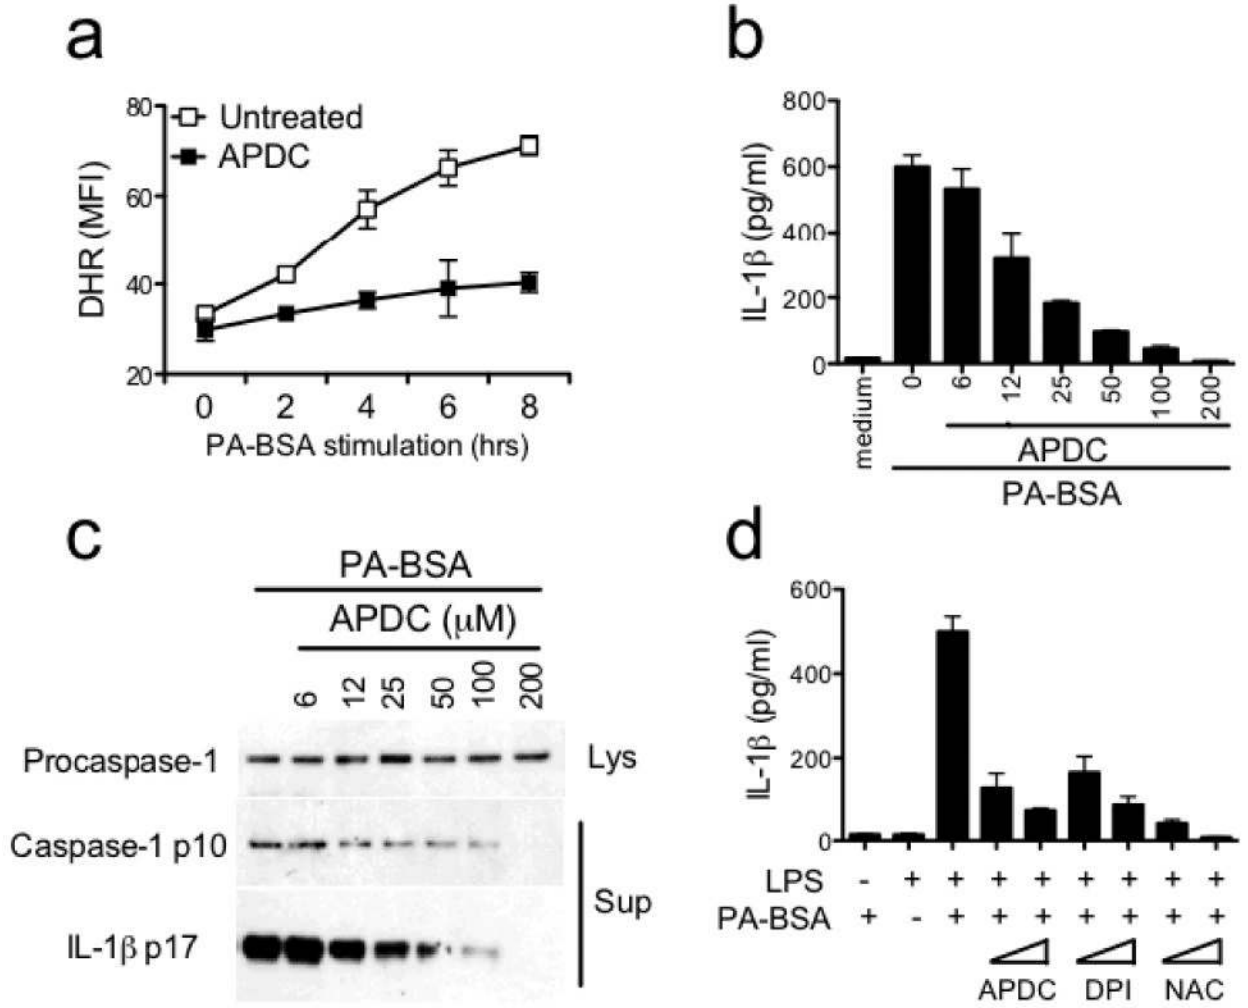 a
80
60
40
20
DHR (MFI)
Untreated
APDC
0 2 4 6 8
PA-BSA stimulation (hrs)
b
800
600
400
200
0
IL-1β (pg/ml)
medium 0 6 12 25 50 100 200
APDC
PA-BSA
c
PA-BSA
APDC (μM)
6 12 25 50 100 200
Procaspase-1 Lys
Caspase-1 p10
IL-1β p17
Sup
d
600
400
200
0
IL-1β (pg/ml)
LPS - + + + + + + + +
PA-BSA + - + + + + + + +
APDC DPI NAC